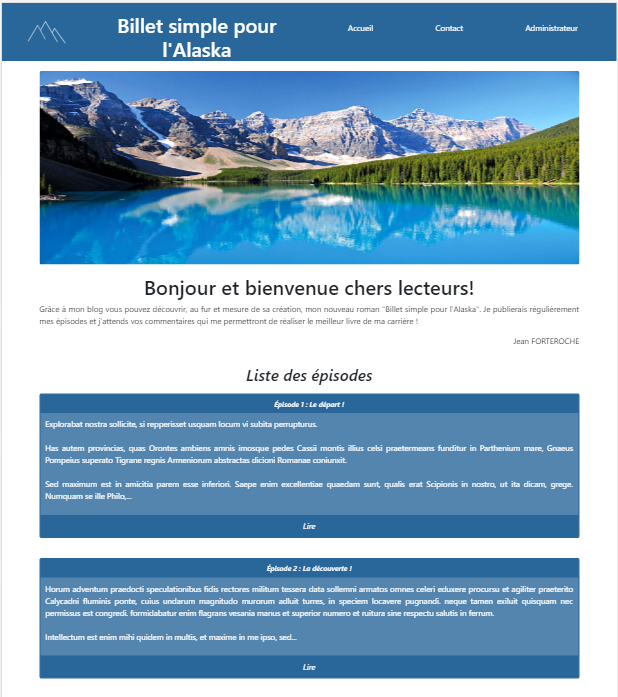 Billet simple pour
l'Alaska
Accueil
Contact
Administrateur
Bonjour et bienvenue chers lecteurs!
Grâce à mon blog vous pouvez découvrir, au fur et mesure de sa création, mon nouveau roman "Billet simple pour l'Alaska". Je publierais régulièrement
mes épisodes et j'attends vos commentaires qui me permettront de réaliser le meilleur livre de ma carrière !
Jean FORTEROCHE
Liste des épisodes
Épisode 1 : Le départ !
Explorabat nostra sollicite, si repperisset usquam locum vi subita perrupturus.
Has autem provincias, quas Orontes ambiens amnis imosque pedes Cassii montis illius celsi praetermeans funditur in Parthenium mare, Gnaeus
Pompeius superato Tigrane regnis Armeniorum abstractas dicioni Romanae coniunxit.
Sed maximum est in amicitia parem esse inferiori. Saepe enim excellentiae quaedam sunt, qualis erat Scipionis in nostro, ut ita dicam, grege.
Numquam se ille Philo,...
Lire
Épisode 2 : La découverte !
Horum adventum praedocti speculationibus fidis rectores militum tessera data sollemni armatos omnes celeri eduxere procursu et agiliter praeterito
Calycadni fluminis ponte, cuius undarum magnitudo murorum adluit turres, in speciem locavere pugnandi. neque tamen exiluit quisquam nec
permissus est congredi. formidabatur enim flagrans vesania manus et superior numero et ruitura sine respectu salutis in ferrum.
Intellectum est enim mihi quidem in multis, et maxime in me ipso, sed...
Lire